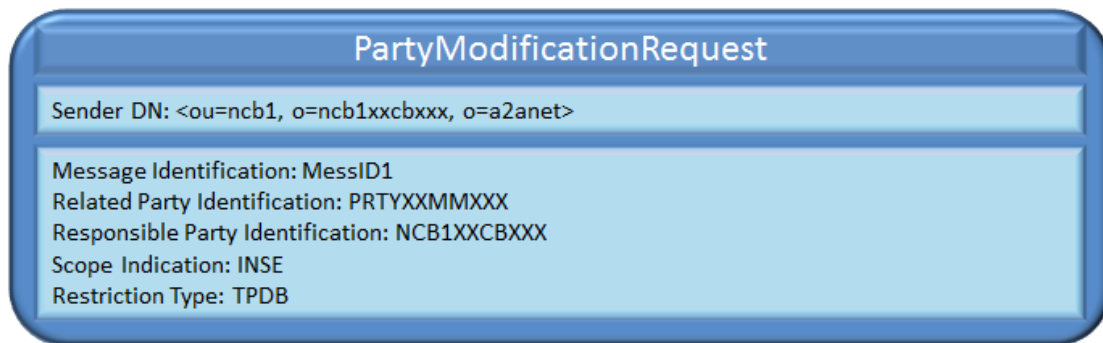 PartyModificationRequest
Sender DN: <ou=ncb1, o=ncb1xxcbxxx, o=a2anet>
Message Identification: MessID1
Related Party Identification: PRTYXXMMXXX
Responsible Party Identification: NCB1XXCBXXX
Scope Indication: INSE
Restriction Type: TPDB